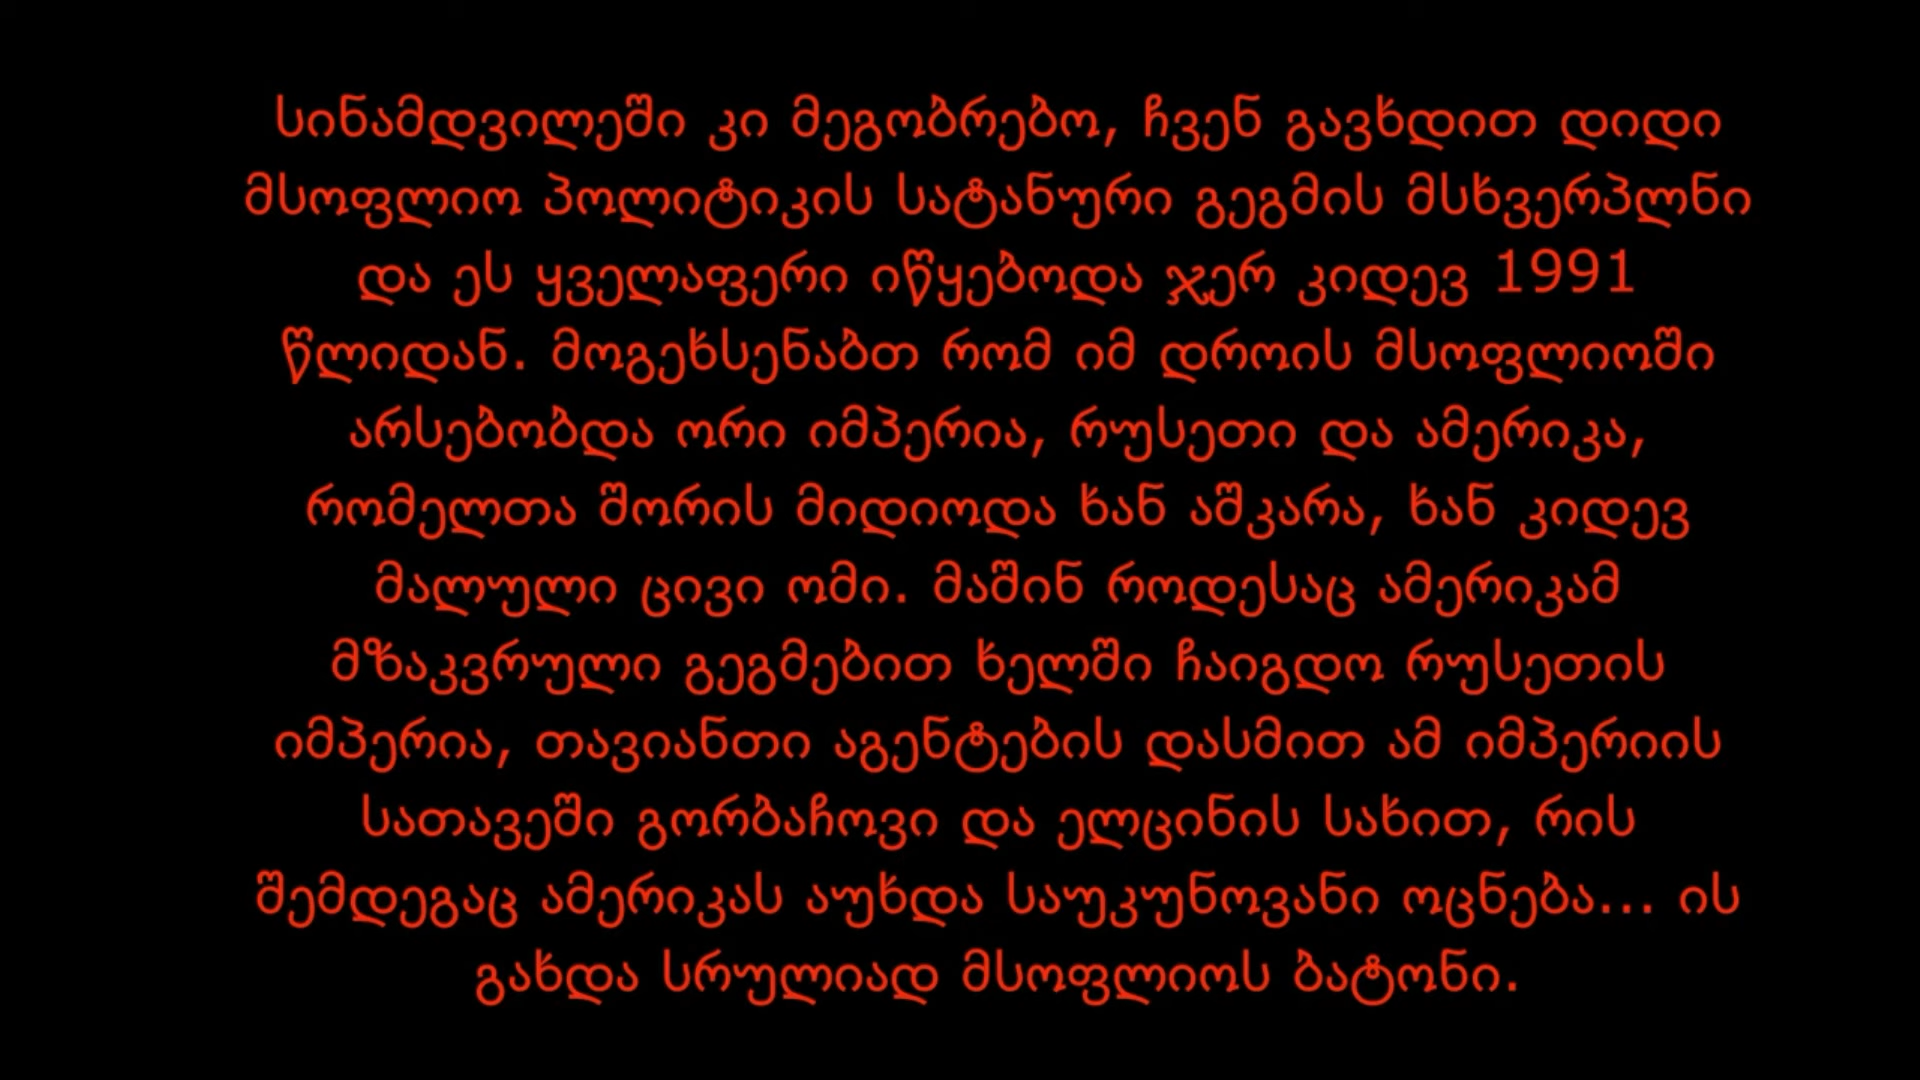 სინამდვილეში კი მეგობრებო, ჩვენ გავხდით დიდი
მსოფლიო პოლიტიკის სატანური გეგმის მსხვერპლნი
და ეს ყველაფერი იწყებოდა ჯერ კიდევ 1991
წლიდან. მოგეხსენაბთ რომ იმ დროის მსოფლიოში
არსებობდა ორი იმპერია, რუსეთი და ამერიკა,
რომელთა შორის მიდიოდა ხან აშკარა, ხან კიდევ
მალული ცივი ომი. მაშინ როდესაც ამერიკამ
მზაკვრული გეგმებით ხელში ჩაიგდო რუსეთის
იმპერია, თავიანთი აგენტების დასმით ამ იმპერიის
სათავეში გორბაჩოვი და ელცინის სახით, რის
შემდეგაც ამერიკას აუხდა საუკუნოვანი ოცნება... ის
გახდა სრულიად მსოფლიოს ბატონი.